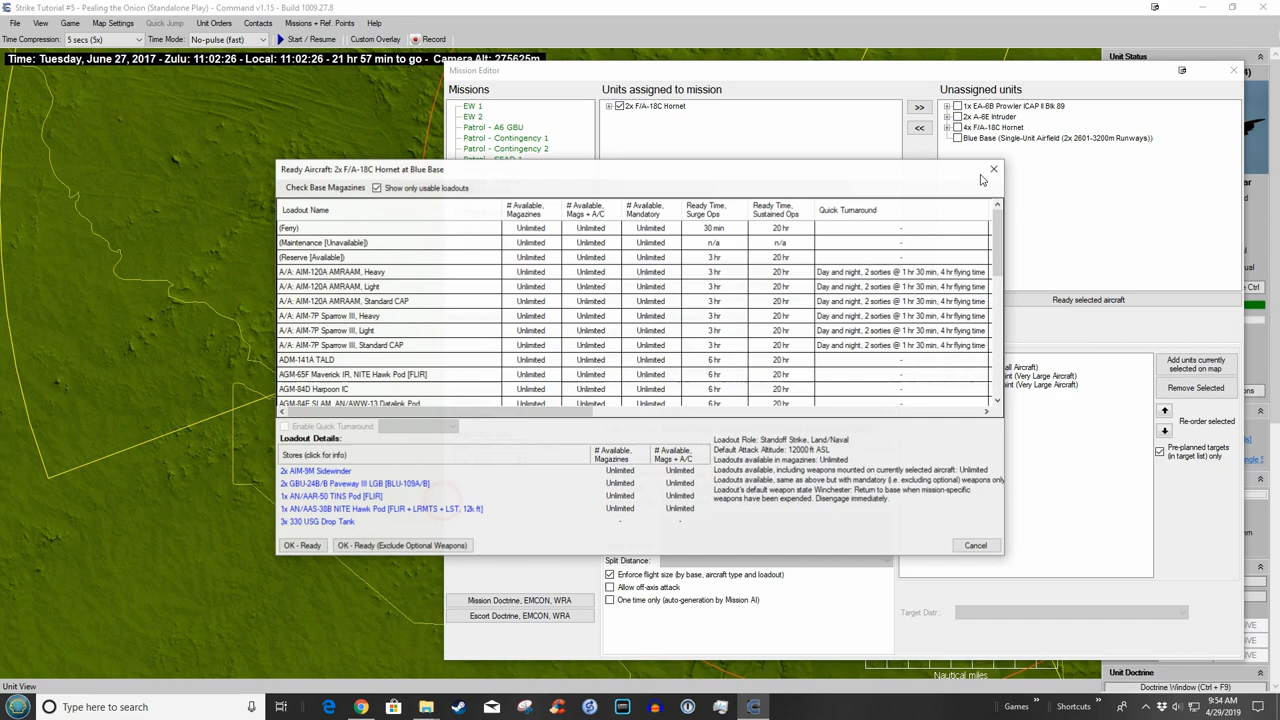 Strike Tutorial #5 - Pealing the Onion (Standalone Play) - Command v1.15 - Build 1009.27.8
File View Map Settings Quick Jump Unit Orders Contacts Missions + Ref. Points Help
Time Compression: 5 secs (5x) Time Mode: No-pulse (fast) Start / Resume Custom Overlay Record
Time: Tuesday, June 27, 2017 - Zulu: 11:02:26 - Local: 11:02:26 - 21 hr 57 min to go - Camera Alt: 275625m
Unit Status
Mission Editor
Missions Units assigned to mission Unassigned units
EW 1
EW 2
Patrol - A6 GBU
Patrol - Contingency 1
Patrol - Contingency 2
2x F/A-18C Hornet
>>
<<
1x EA-6B Prowler ICAP II Blk 89
2x A-6E Intruder
4x F/A-18C Hornet
Blue Base (Single-Unit Airfield (2x 2601-3200m Runways))
Ready Aircraft: 2x F/A-18C Hornet at Blue Base
Check Base Magazines Show only usable loadouts
Loadout Name # Available, Magazines # Available, Mags + A/C # Available, Mandatory Ready Time, Surge Ops Ready Time, Sustained Ops Quick Turnaround
(Ferry) Unlimited Unlimited Unlimited 30 min 20 hr -
(Maintenance [Unavailable]) Unlimited Unlimited Unlimited n/a n/a -
(Reserve [Available]) Unlimited Unlimited Unlimited 3 hr 20 hr -
A/A: AIM-120A AMRAAM, Heavy Unlimited Unlimited Unlimited 3 hr 20 hr Day and night, 2 sorties @ 1 hr 30 min, 4 hr flying time
A/A: AIM-120A AMRAAM, Light Unlimited Unlimited Unlimited 3 hr 20 hr Day and night, 2 sorties @ 1 hr 30 min, 4 hr flying time
A/A: AIM-120A AMRAAM, Standard CAP Unlimited Unlimited Unlimited 3 hr 20 hr Day and night, 2 sorties @ 1 hr 30 min, 4 hr flying time
A/A: AIM-7P Sparrow III, Heavy Unlimited Unlimited Unlimited 3 hr 20 hr Day and night, 2 sorties @ 1 hr 30 min, 4 hr flying time
A/A: AIM-7P Sparrow III, Light Unlimited Unlimited Unlimited 3 hr 20 hr Day and night, 2 sorties @ 1 hr 30 min, 4 hr flying time
A/A: AIM-7P Sparrow III, Standard CAP Unlimited Unlimited Unlimited 3 hr 20 hr Day and night, 2 sorties @ 1 hr 30 min, 4 hr flying time
ADM-141A TALD Unlimited Unlimited Unlimited 6 hr 20 hr -
AGM-65F Maverick IR, NITE Hawk Pod [FLIR] Unlimited Unlimited Unlimited 6 hr 20 hr -
AGM-84D Harpoon IC Unlimited Unlimited Unlimited 6 hr 20 hr -
AGM-84E SLAM, AN/AWW-13 Datalink Pod Unlimited Unlimited Unlimited 6 hr 20 hr -
Enable Quick Turnaround
Loadout Details:
Stores (click for info) # Available, Magazines # Available, Mags + A/C
2x AIM-9M Sidewinder Unlimited Unlimited
2x GBU-24B/B Paveway III LGB [BLU-109A/B] Unlimited Unlimited
1x AN/AAR-50 TINS Pod [FLIR] Unlimited Unlimited
1x AN/AAS-38B NITE Hawk Pod [FLIR + LRMTS + LST, 12k ft] Unlimited Unlimited
3x 330 USG Drop Tank - -
Loadout Role: Standoff Strike, Land/Naval
Default Attack Altitude: 12000 ft ASL
Loadouts available in magazines: Unlimited
Loadouts available, including weapons mounted on currently selected aircraft: Unlimited
Loadouts available, same as above but with mandatory (i.e. excluding optional) weapons only
Loadout's default weapon state Winchester: Return to base when mission-specific
weapons have been expended. Disengage immediately.
OK - Ready OK - Ready (Exclude Optional Weapons) Cancel
Ready selected aircraft
(Very Large Aircraft)
(Very Large Aircraft)
Add units currently
selected on map
Remove Selected
Re-order selected
Pre-planned targets
(in target list) only
Split Distance:
Enforce flight size (by base, aircraft type and loadout)
Allow off-axis attack
One time only (auto-generation by Mission AI)
Target Distr.:
Mission Doctrine, EMCON, WRA
Escort Doctrine, EMCON, WRA
Nautical miles
Unit Doctrine
Doctrine Window (Ctrl + F9)
Unit View
Type here to search
Games Shortcuts
9:54 AM
4/29/2019